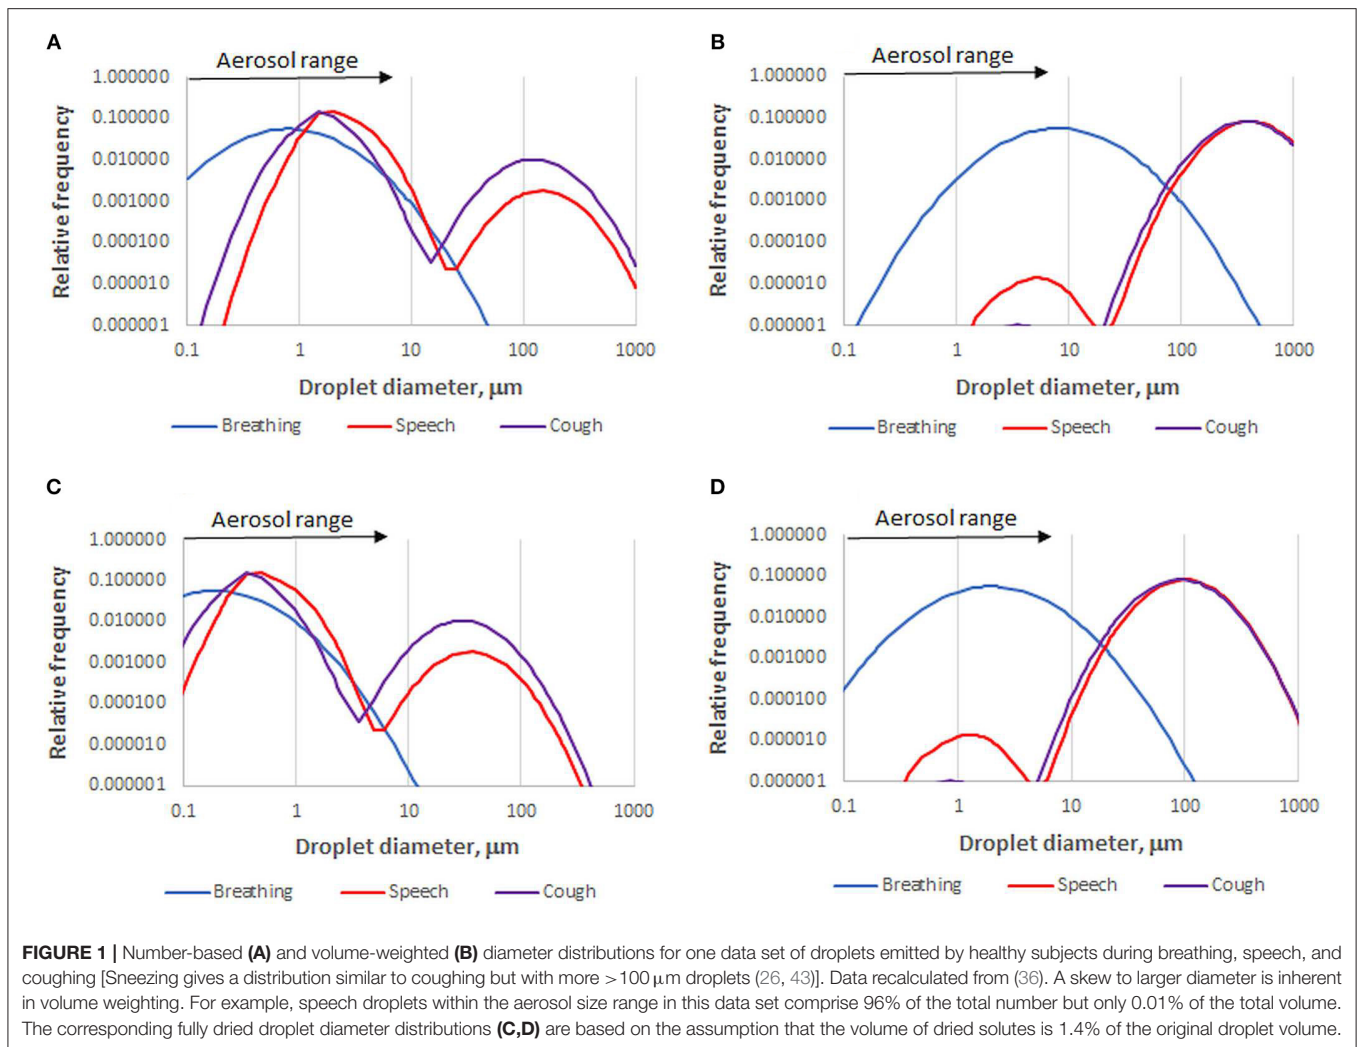 A
Aerosol range
1.000000
0.100000
0.010000
0.001000
0.000100
0.000010
0.000001
Relative frequency
0.1 1 10 100 1000
Droplet diameter, μm
Breathing Speech Cough
B
Aerosol range
1.000000
0.100000
0.010000
0.001000
0.000100
0.000010
0.000001
Relative frequency
0.1 1 10 100 1000
Droplet diameter, μm
Breathing Speech Cough
C
Aerosol range
1.000000
0.100000
0.010000
0.001000
0.000100
0.000010
0.000001
Relative frequency
0.1 1 10 100 1000
Droplet diameter, μm
Breathing Speech Cough
D
Aerosol range
1.000000
0.100000
0.010000
0.001000
0.000100
0.000010
0.000001
Relative frequency
0.1 1 10 100 1000
Droplet diameter, μm
Breathing Speech Cough
FIGURE 1 | Number-based (A) and volume-weighted (B) diameter distributions for one data set of droplets emitted by healthy subjects during breathing, speech, and
coughing [Sneezing gives a distribution similar to coughing but with more >100 μm droplets (26, 43)]. Data recalculated from (36). A skew to larger diameter is inherent
in volume weighting. For example, speech droplets within the aerosol size range in this data set comprise 96% of the total number but only 0.01% of the total volume.
The corresponding fully dried droplet diameter distributions (C,D) are based on the assumption that the volume of dried solutes is 1.4% of the original droplet volume.